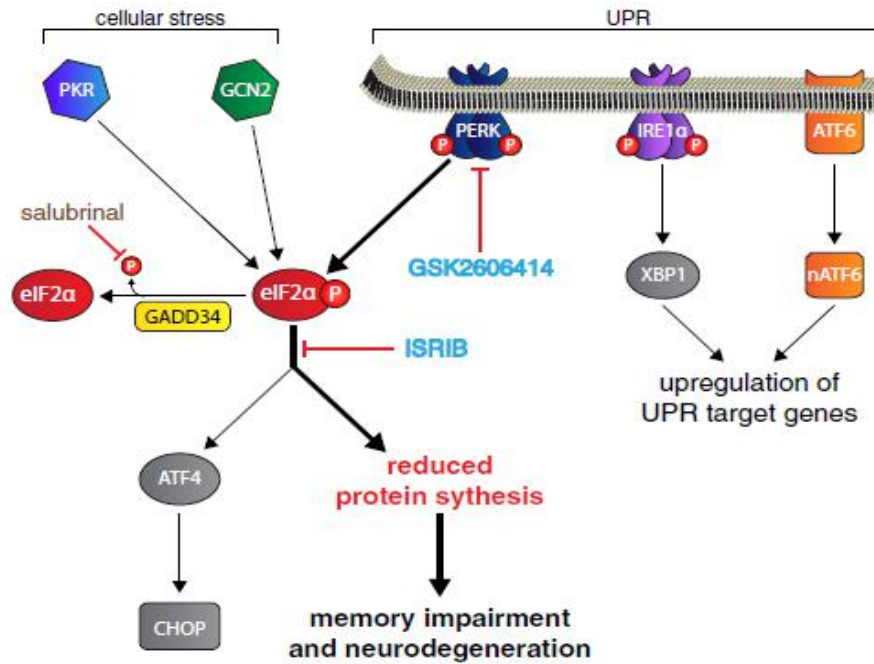 cellular stress
UPR
PKR
GCN2
PERK
P
P
IRE1α
P
P
ATF6
salubrinal
P
GSK2606414
eIF2α
GADD34
eIF2α
P
XBP1
nATF6
ISRIB
upregulation of
UPR target genes
ATF4
reduced
protein sythesis
CHOP
memory impairment
and neurodegeneration